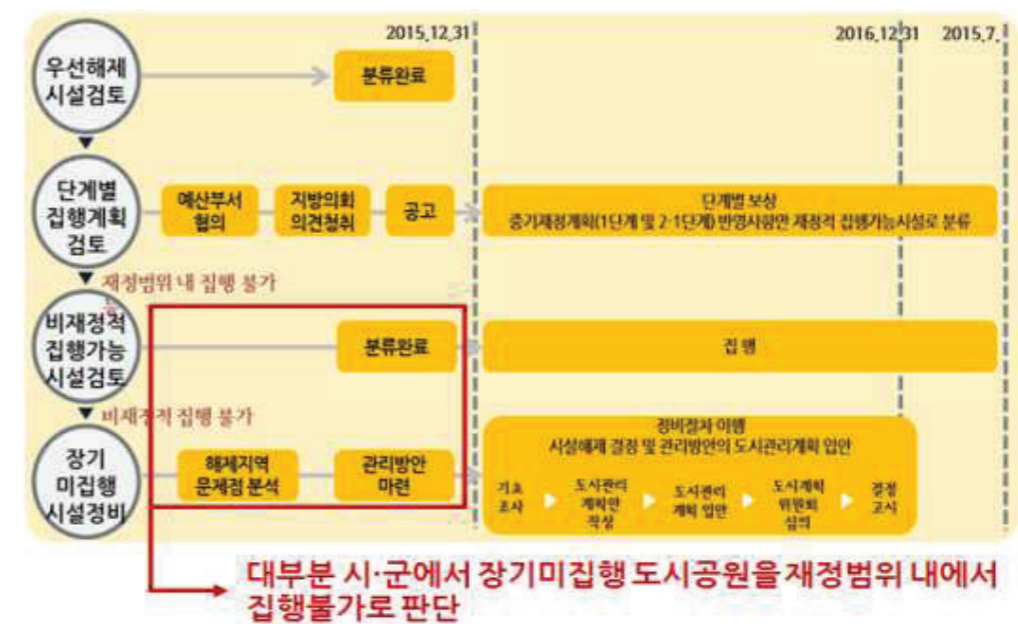 2015.12.31
2016.12.31
2015.7.
우선해제
시설검토
분류완료
단계별
집행계획
검토
예산부서
협의
지방의회
의견청취
공고
단계별 보상
중기재정계획(1단계 및 2-1단계) 반영사항만 재정적 집행가능시설로 분류
재정범위 내 집행 불가
비재정적
집행가능
시설검토
분류완료
집 행
비재정적 집행 불가
장기
미집행
시설정비
해제지역
문제점 분석
관리방안
마련
정비절차 이행
시설해제 결정 및 관리방안의 도시관리계획 입안
기초
조사
도시관리
계획안
작성
도시관리
계획 입안
도시계획
위원회
심의
결정
고시
대부분 시·군에서 장기미집행 도시공원을 재정범위 내에서
집행불가로 판단